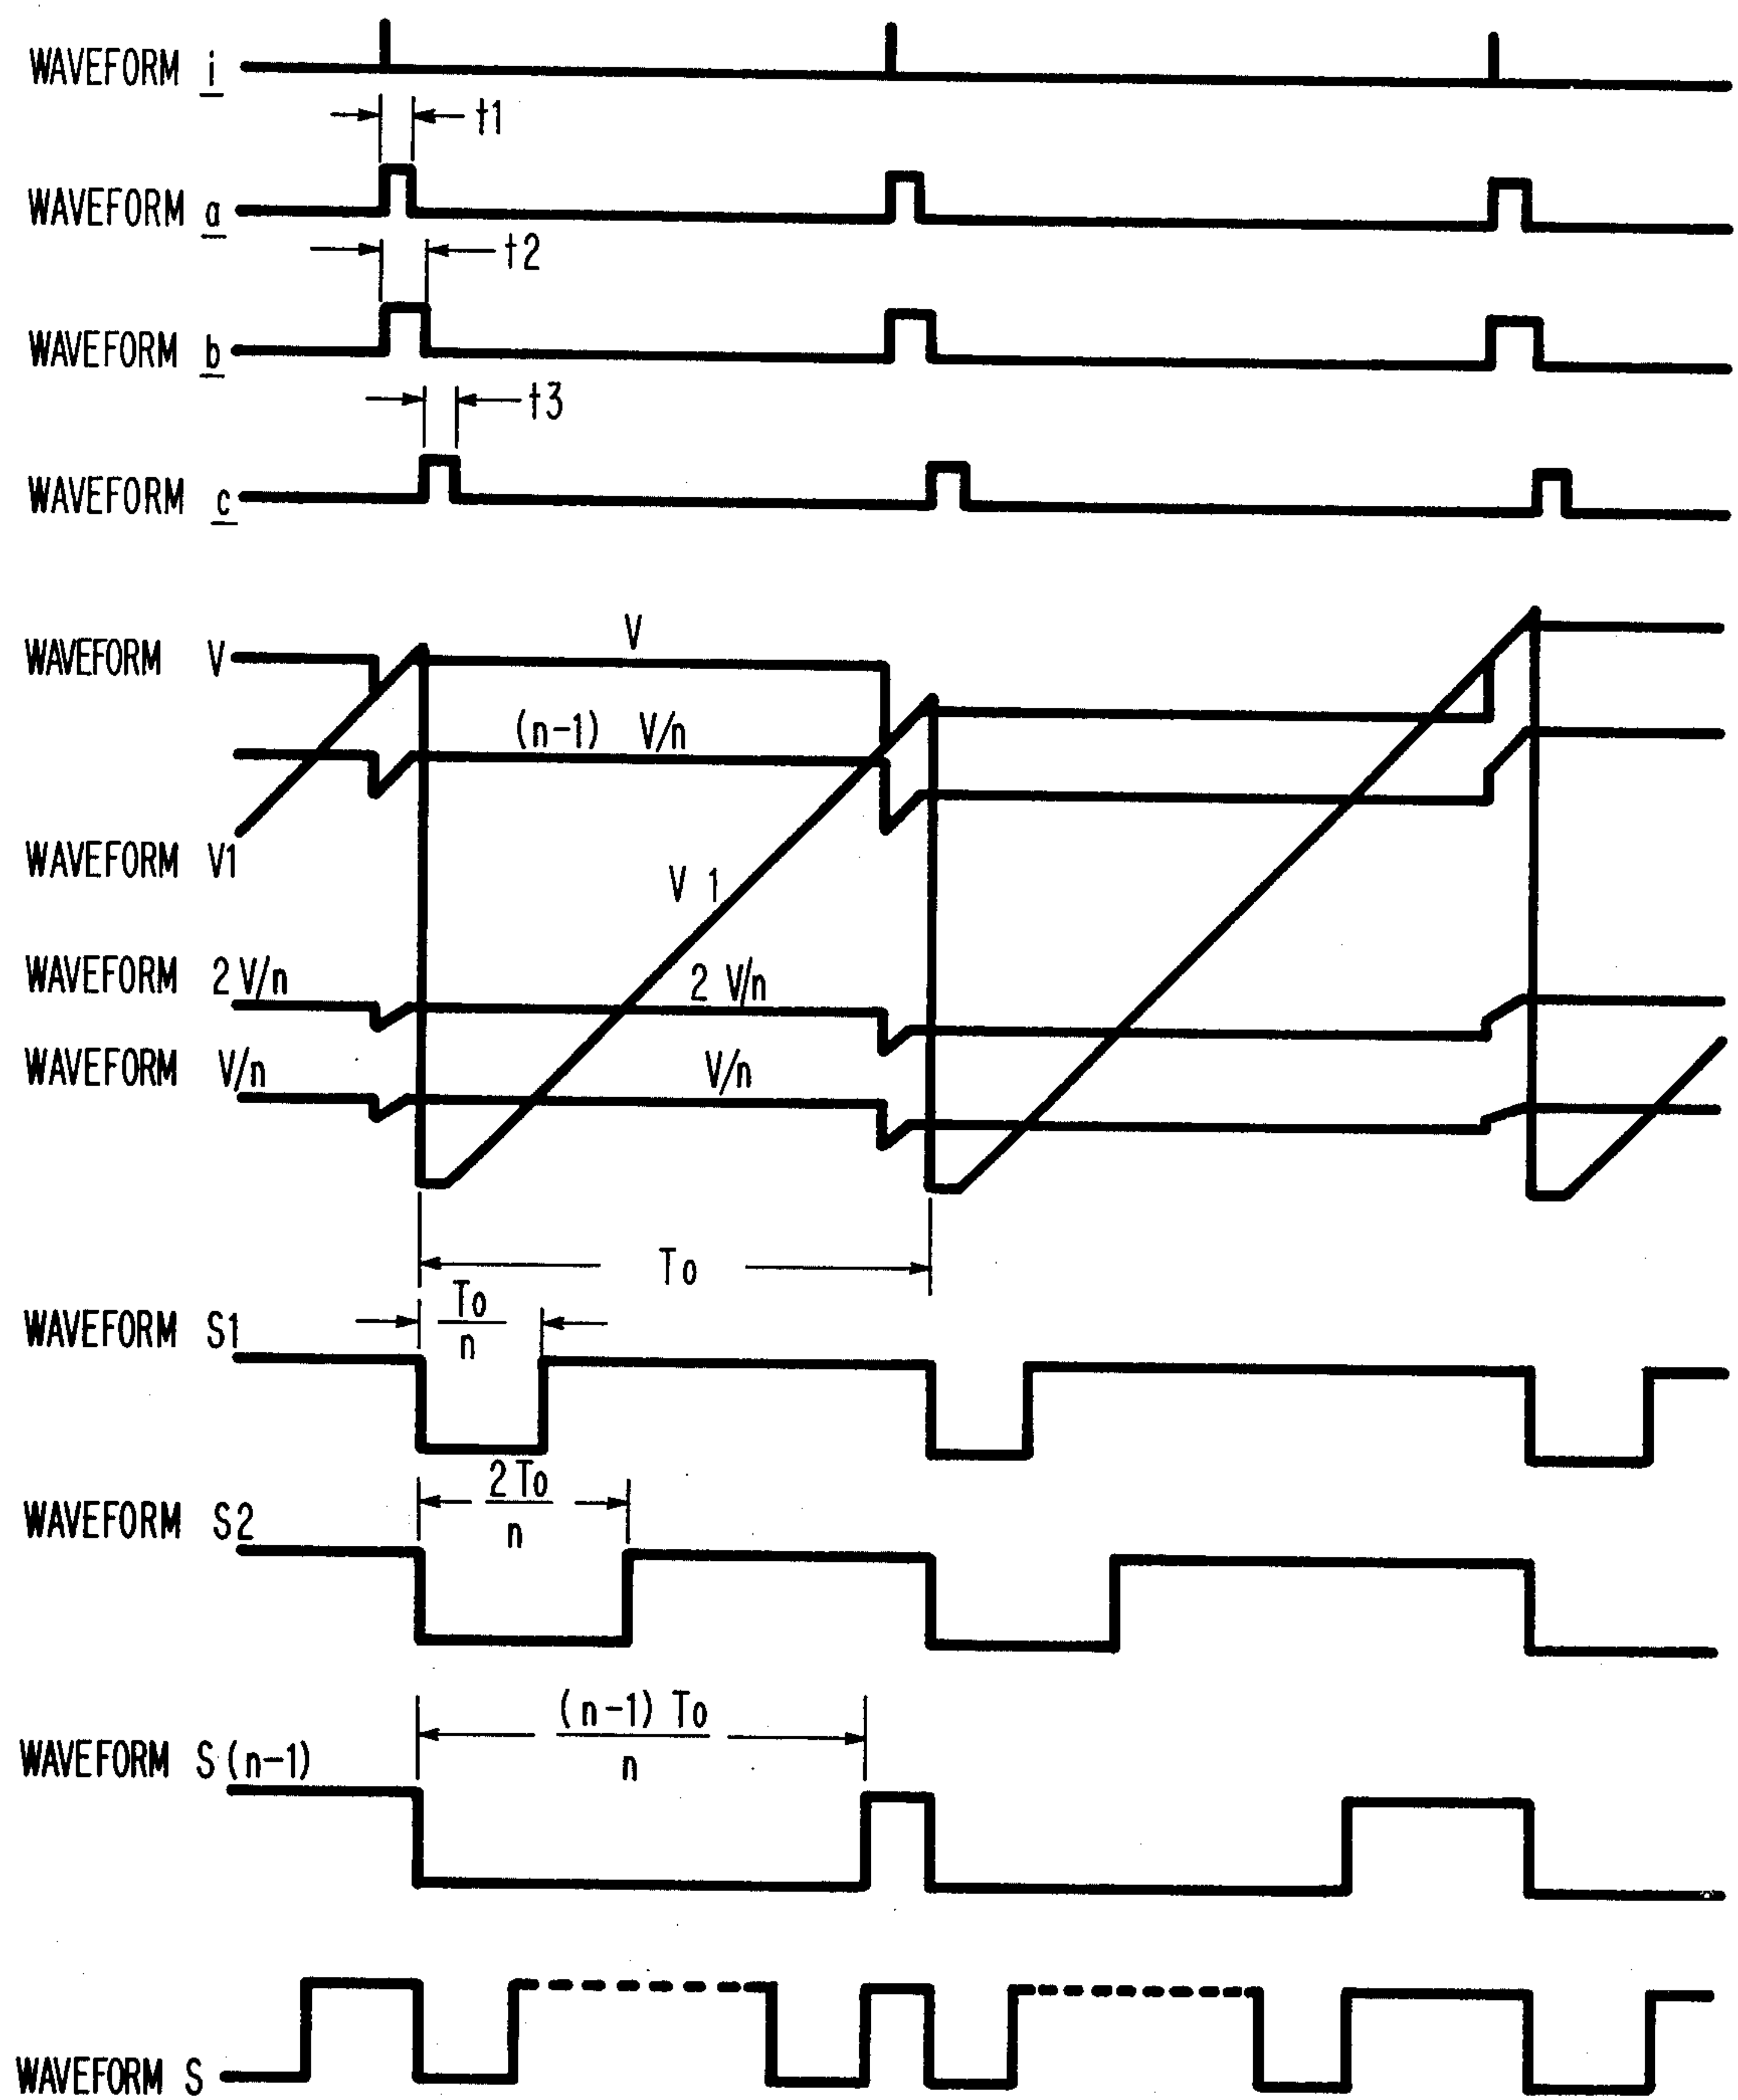 WAVEFORM i
t1
WAVEFORM a
t2
WAVEFORM b
t3
WAVEFORM c
WAVEFORM V
V
(n-1) V/n
WAVEFORM V1
V 1
WAVEFORM 2 V/n
2 V/n
WAVEFORM V/n
V/n
To
WAVEFORM S1
To
n
WAVEFORM S2
2 To
n
WAVEFORM S (n-1)
(n-1) To
n
WAVEFORM S